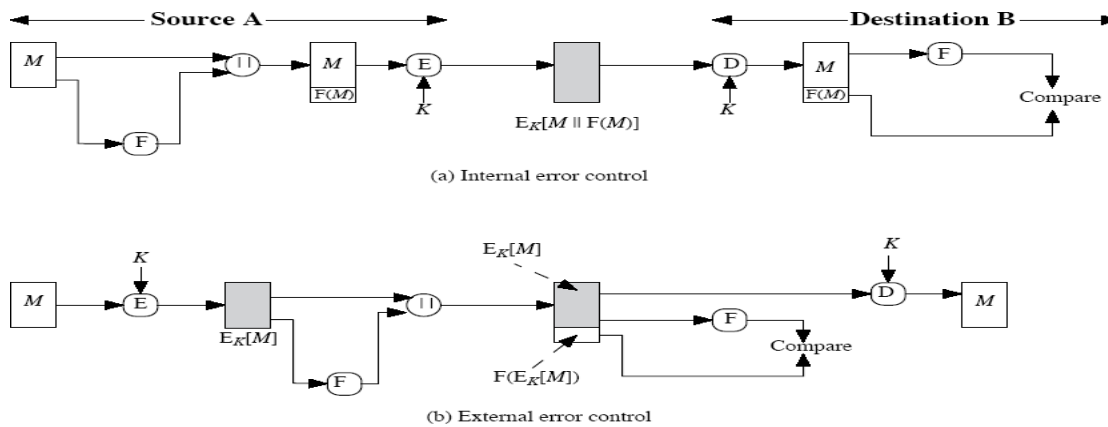 Source A
Destination B
M
F
||
M
F(M)
E
K
E_K[M || F(M)]
D
K
M
F(M)
F
Compare
(a) Internal error control
M
K
E
E_K[M]
F
||
E_K[M]
F(E_K[M])
F
Compare
K
D
M
(b) External error control